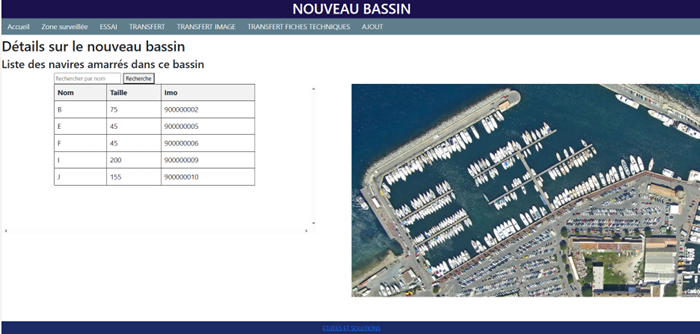 NOUVEAU BASSIN
Accueil Zone surveillée ESSAI TRANSFERT TRANSFERT IMAGE TRANSFERT FICHES TECHNIQUES AJOUT
Détails sur le nouveau bassin
Liste des navires amarrés dans ce bassin
Rechercher par nom Recherche
Nom Taille Imo
B 75 900000002
E 45 900000005
F 45 900000006
I 200 900000009
J 155 900000010
ETUDES ET SOLUTIONS